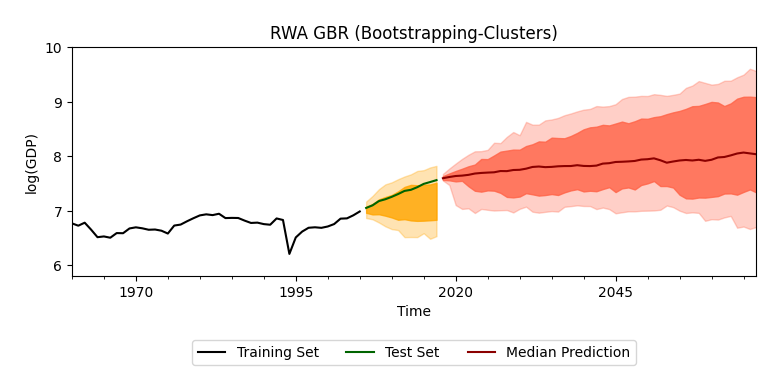 RWA GBR (Bootstrapping-Clusters)
10
9
8
7
6
log(GDP)
1970 1995 2020 2045
Time
Training Set Test Set Median Prediction